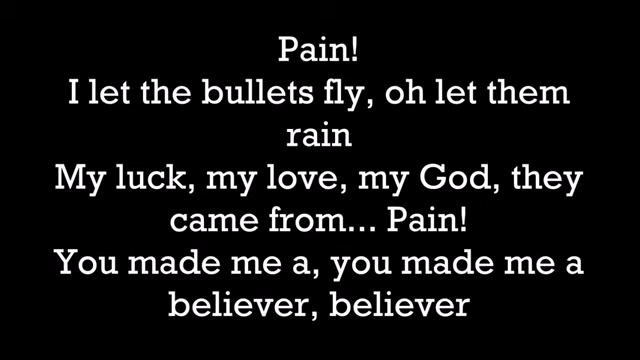 Pain!
I let the bullets fly, oh let them
rain
My luck, my love, my God, they
came from... Pain!
You made me a, you made me a
believer, believer